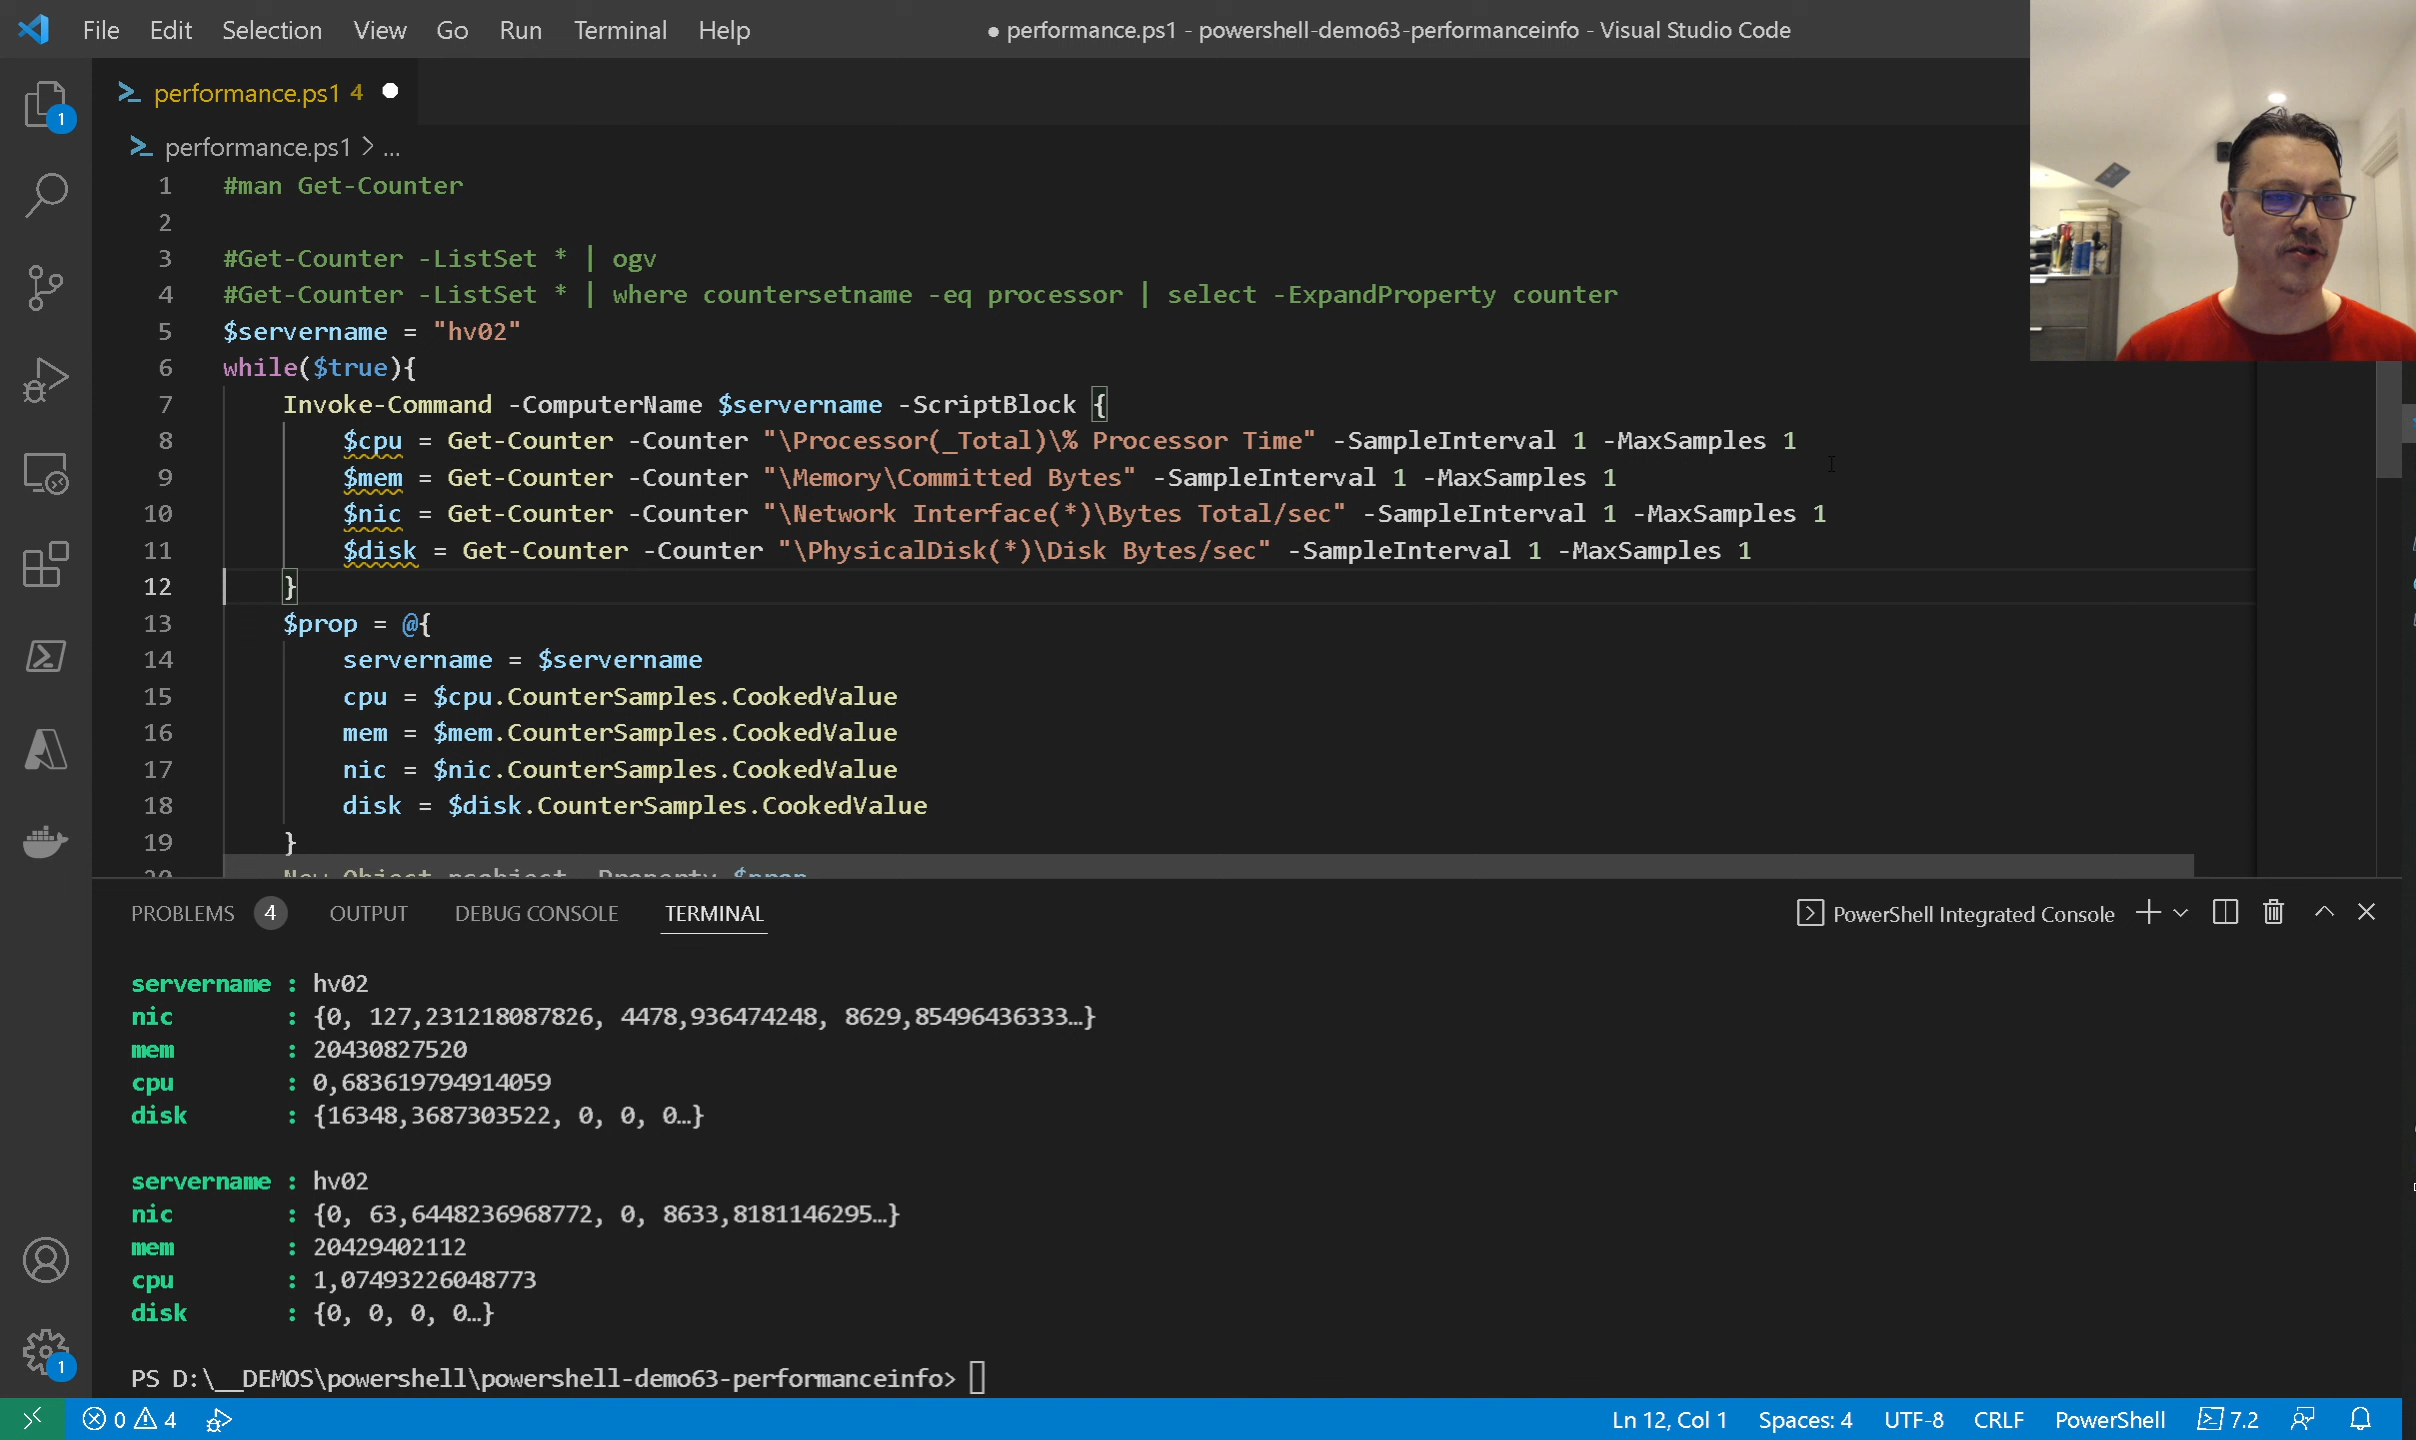 File Edit Selection View Go Run Terminal Help
● performance.ps1 - powershell-demo63-performanceinfo - Visual Studio Code
performance.ps1 4
performance.ps1 > ...
1 #man Get-Counter
2
3 #Get-Counter -ListSet * | ogv
4 #Get-Counter -ListSet * | where countersetname -eq processor | select -ExpandProperty counter
5 $servername = "hv02"
6 while($true){
7 Invoke-Command -ComputerName $servername -ScriptBlock {
8 $cpu = Get-Counter -Counter "\Processor(_Total)\% Processor Time" -SampleInterval 1 -MaxSamples 1
9 $mem = Get-Counter -Counter "\Memory\Committed Bytes" -SampleInterval 1 -MaxSamples 1
10 $nic = Get-Counter -Counter "\Network Interface(*)\Bytes Total/sec" -SampleInterval 1 -MaxSamples 1
11 $disk = Get-Counter -Counter "\PhysicalDisk(*)\Disk Bytes/sec" -SampleInterval 1 -MaxSamples 1
12 }
13 $prop = @{
14 servername = $servername
15 cpu = $cpu.CounterSamples.CookedValue
16 mem = $mem.CounterSamples.CookedValue
17 nic = $nic.CounterSamples.CookedValue
18 disk = $disk.CounterSamples.CookedValue
19 }
20 New-Object psobject -Property $prop
PROBLEMS 4 OUTPUT DEBUG CONSOLE TERMINAL PowerShell Integrated Console
servername : hv02
nic : {0, 127,231218087826, 4478,936474248, 8629,85496436333…}
mem : 20430827520
cpu : 0,683619794914059
disk : {16348,3687303522, 0, 0, 0…}
servername : hv02
nic : {0, 63,6448236968772, 0, 8633,8181146295…}
mem : 20429402112
cpu : 1,07493226048773
disk : {0, 0, 0, 0…}
PS D:\__DEMOS\powershell\powershell-demo63-performanceinfo>
0 4 Ln 12, Col 1 Spaces: 4 UTF-8 CRLF PowerShell 7.2
1
1